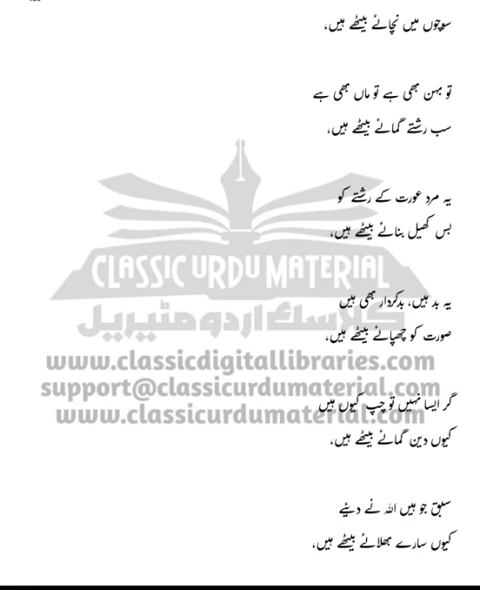 سوچوں میں نچائے بیٹھے ہیں،
تو بہن بھی ہے تو ماں بھی ہے
سب رشتے گمائے بیٹھے ہیں،
یہ مرد عورت کے رشتے کو
بس کھیل بنائے بیٹھے ہیں،
CLASSIC URDU MATERIAL
یہ بد ہیں، بدکردار بھی ہیں
کلاسک اردو مٹیریل
صورت کو چھپائے بیٹھے ہیں،
www.classicdigitallibraries.com
support@classicurdumaterial.com
گر ایسا نہیں تو چپ کیوں ہیں
www.classicurdumaterial.com
کیوں دین گمائے بیٹھے ہیں،
سبق جو ہیں اللہ نے دیئے
کیوں سارے بھلائے بیٹھے ہیں،